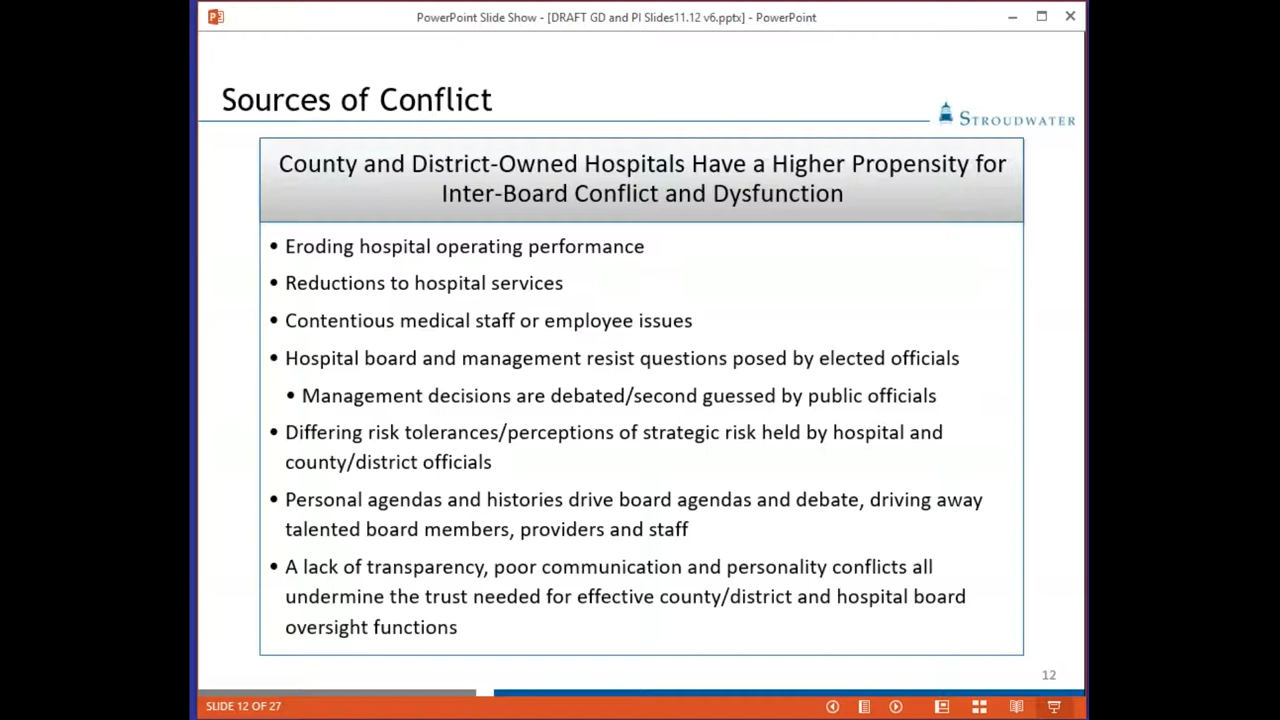 PowerPoint Slide Show - [DRAFT GD and PI Slides11.12 v6.pptx] - PowerPoint
Sources of Conflict
STROUDWATER
County and District-Owned Hospitals Have a Higher Propensity for
Inter-Board Conflict and Dysfunction
• Eroding hospital operating performance
• Reductions to hospital services
• Contentious medical staff or employee issues
• Hospital board and management resist questions posed by elected officials
• Management decisions are debated/second guessed by public officials
• Differing risk tolerances/perceptions of strategic risk held by hospital and
county/district officials
• Personal agendas and histories drive board agendas and debate, driving away
talented board members, providers and staff
• A lack of transparency, poor communication and personality conflicts all
undermine the trust needed for effective county/district and hospital board
oversight functions
12
SLIDE 12 OF 27